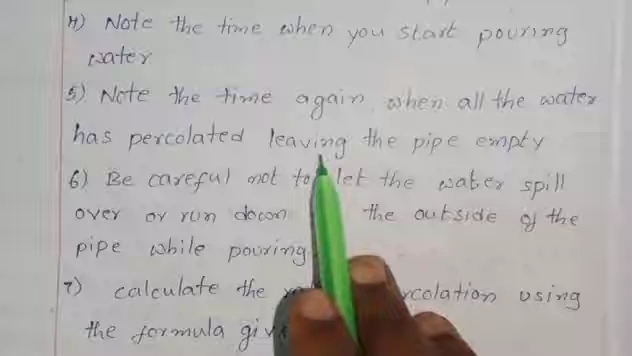 4) Note the time when you start pouring
water
5) Note the time again when all the water
has percolated leaving the pipe empty
6) Be careful not to let the water spill
over or run down the outside of the
pipe while pouring
7) calculate the rcolation using
the formula giv